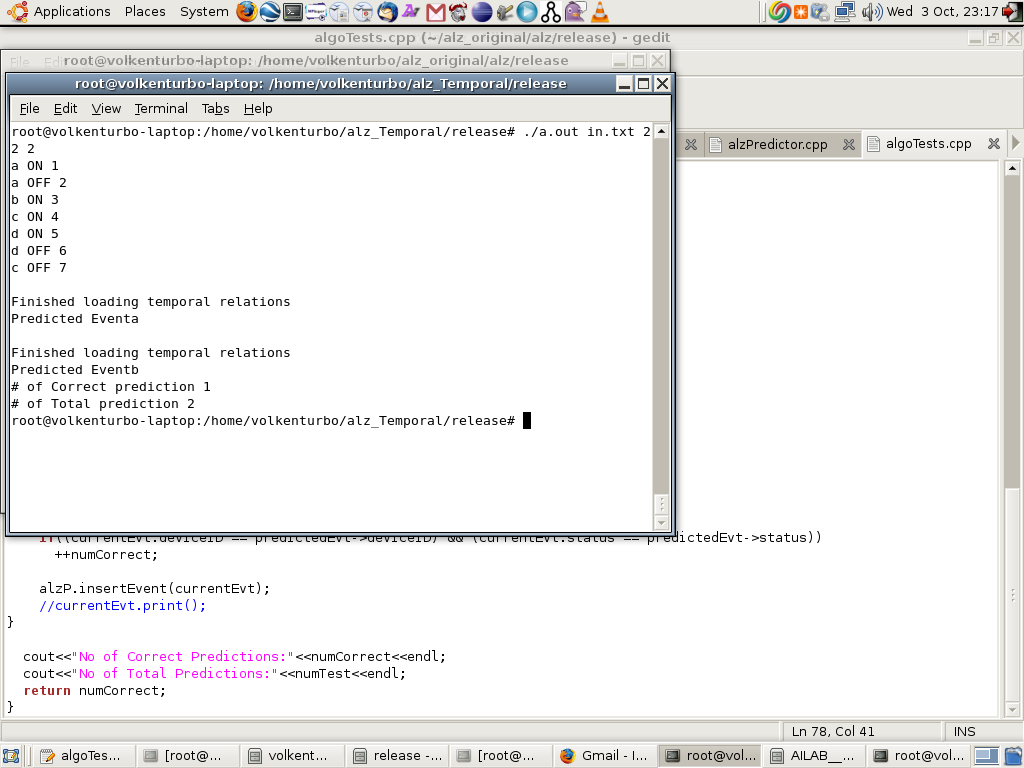 Applications Places System Wed 3 Oct, 23:17
algoTests.cpp (~/alz_original/alz/release) - gedit
root@volkenturbo-laptop: /home/volkenturbo/alz_original/alz/release
root@volkenturbo-laptop: /home/volkenturbo/alz_Temporal/release
File Edit View Terminal Tabs Help
alzPredictor.cpp algoTests.cpp
root@volkenturbo-laptop:/home/volkenturbo/alz_Temporal/release# ./a.out in.txt 2
2 2
a ON 1
a OFF 2
b ON 3
c ON 4
d ON 5
d OFF 6
c OFF 7
Finished loading temporal relations
Predicted Eventa
Finished loading temporal relations
Predicted Eventb
# of Correct prediction 1
# of Total prediction 2
root@volkenturbo-laptop:/home/volkenturbo/alz_Temporal/release#
if((currentEvt.deviceID == predictedEvt->deviceID) && (currentEvt.status == predictedEvt->status))
++numCorrect;
alzP.insertEvent(currentEvt);
//currentEvt.print();
}
cout<<"No of Correct Predictions:"<<numCorrect<<endl;
cout<<"No of Total Predictions:"<<numTest<<endl;
return numCorrect;
}
Ln 78, Col 41 INS
algoTes... [root@... volkent... release -... [root@... Gmail - I... root@vol... AILAB__... root@vol...